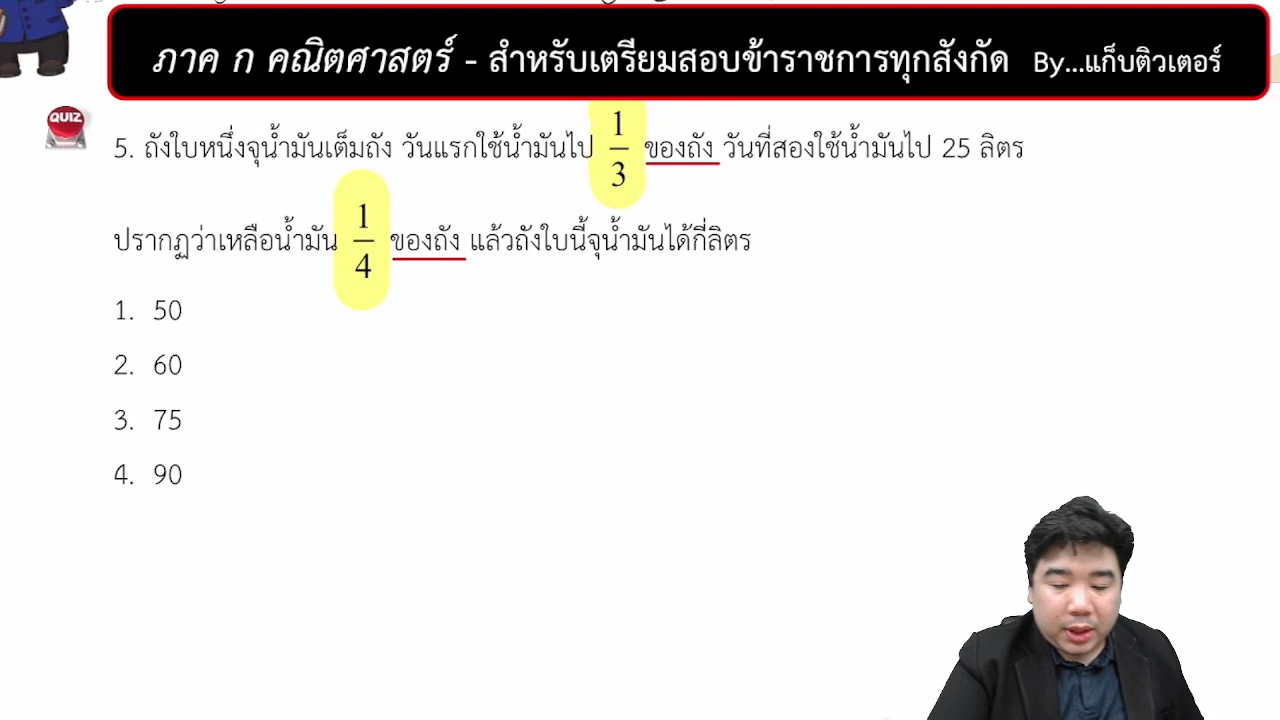 ภาค ก คณิตศาสตร์ - สำหรับเตรียมสอบข้าราชการทุกสังกัด By...แก็บติวเตอร์
QUIZ
5. ถังใบหนึ่งจุน้ำมันเต็มถัง วันแรกใช้น้ำมันไป 1/3 ของถัง วันที่สองใช้น้ำมันไป 25 ลิตร
ปรากฏว่าเหลือน้ำมัน 1/4 ของถัง แล้วถังใบนี้จุน้ำมันได้กี่ลิตร
1. 50
2. 60
3. 75
4. 90